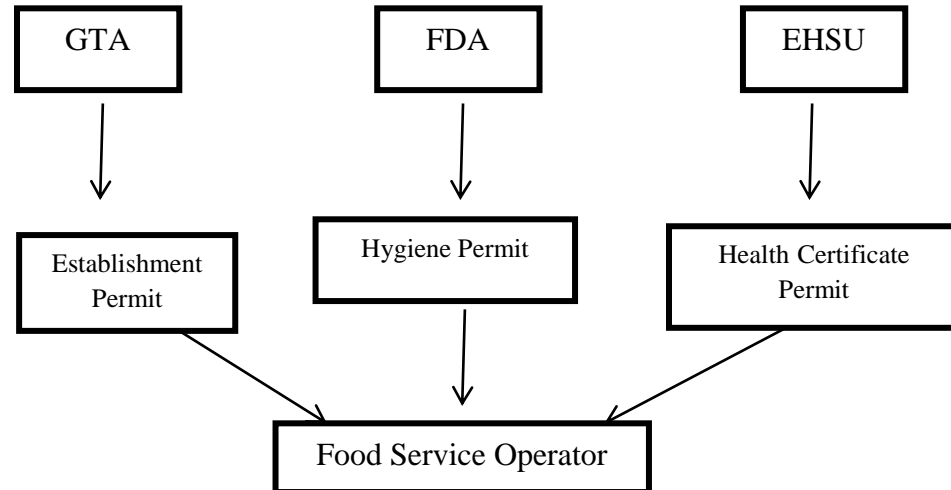 GTA
FDA
EHSU
Establishment
Permit
Hygiene Permit
Health Certificate
Permit
Food Service Operator